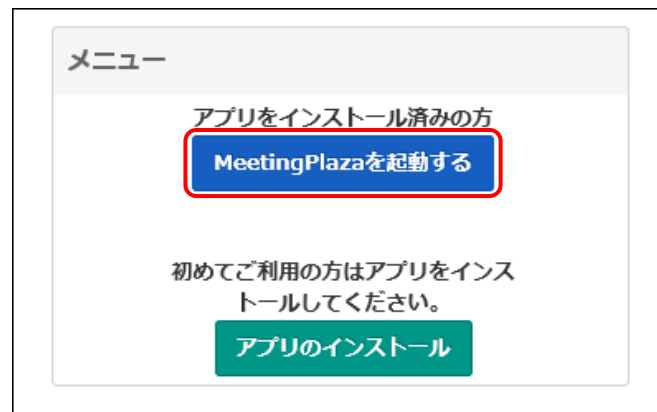 メニュー
アプリをインストール済みの方
MeetingPlazaを起動する
初めてご利用の方はアプリをインス
トールしてください。
アプリのインストール